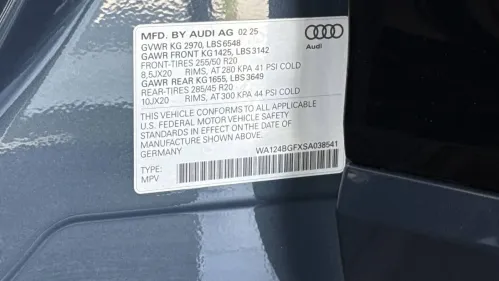 MFD. BY AUDI AG 02 25
GVWR KG 2970, LBS 6548
GAWR FRONT KG 1425, LBS 3142
FRONT-TIRES 255/50 R20
8,5JX20 RIMS, AT 280 KPA 41 PSI COLD
GAWR REAR KG 1655, LBS 3649
REAR-TIRES 285/45 R20
10JX20 RIMS, AT 300 KPA 44 PSI COLD
THIS VEHICLE CONFORMS TO ALL APPLICABLE
U.S. FEDERAL MOTOR VEHICLE SAFETY
STANDARDS IN EFFECT ON THE DATE OF
MANUFACTURE SHOWN ABOVE.
GERMANY
WA124BGFXSA038541
TYPE:
MPV
Audi